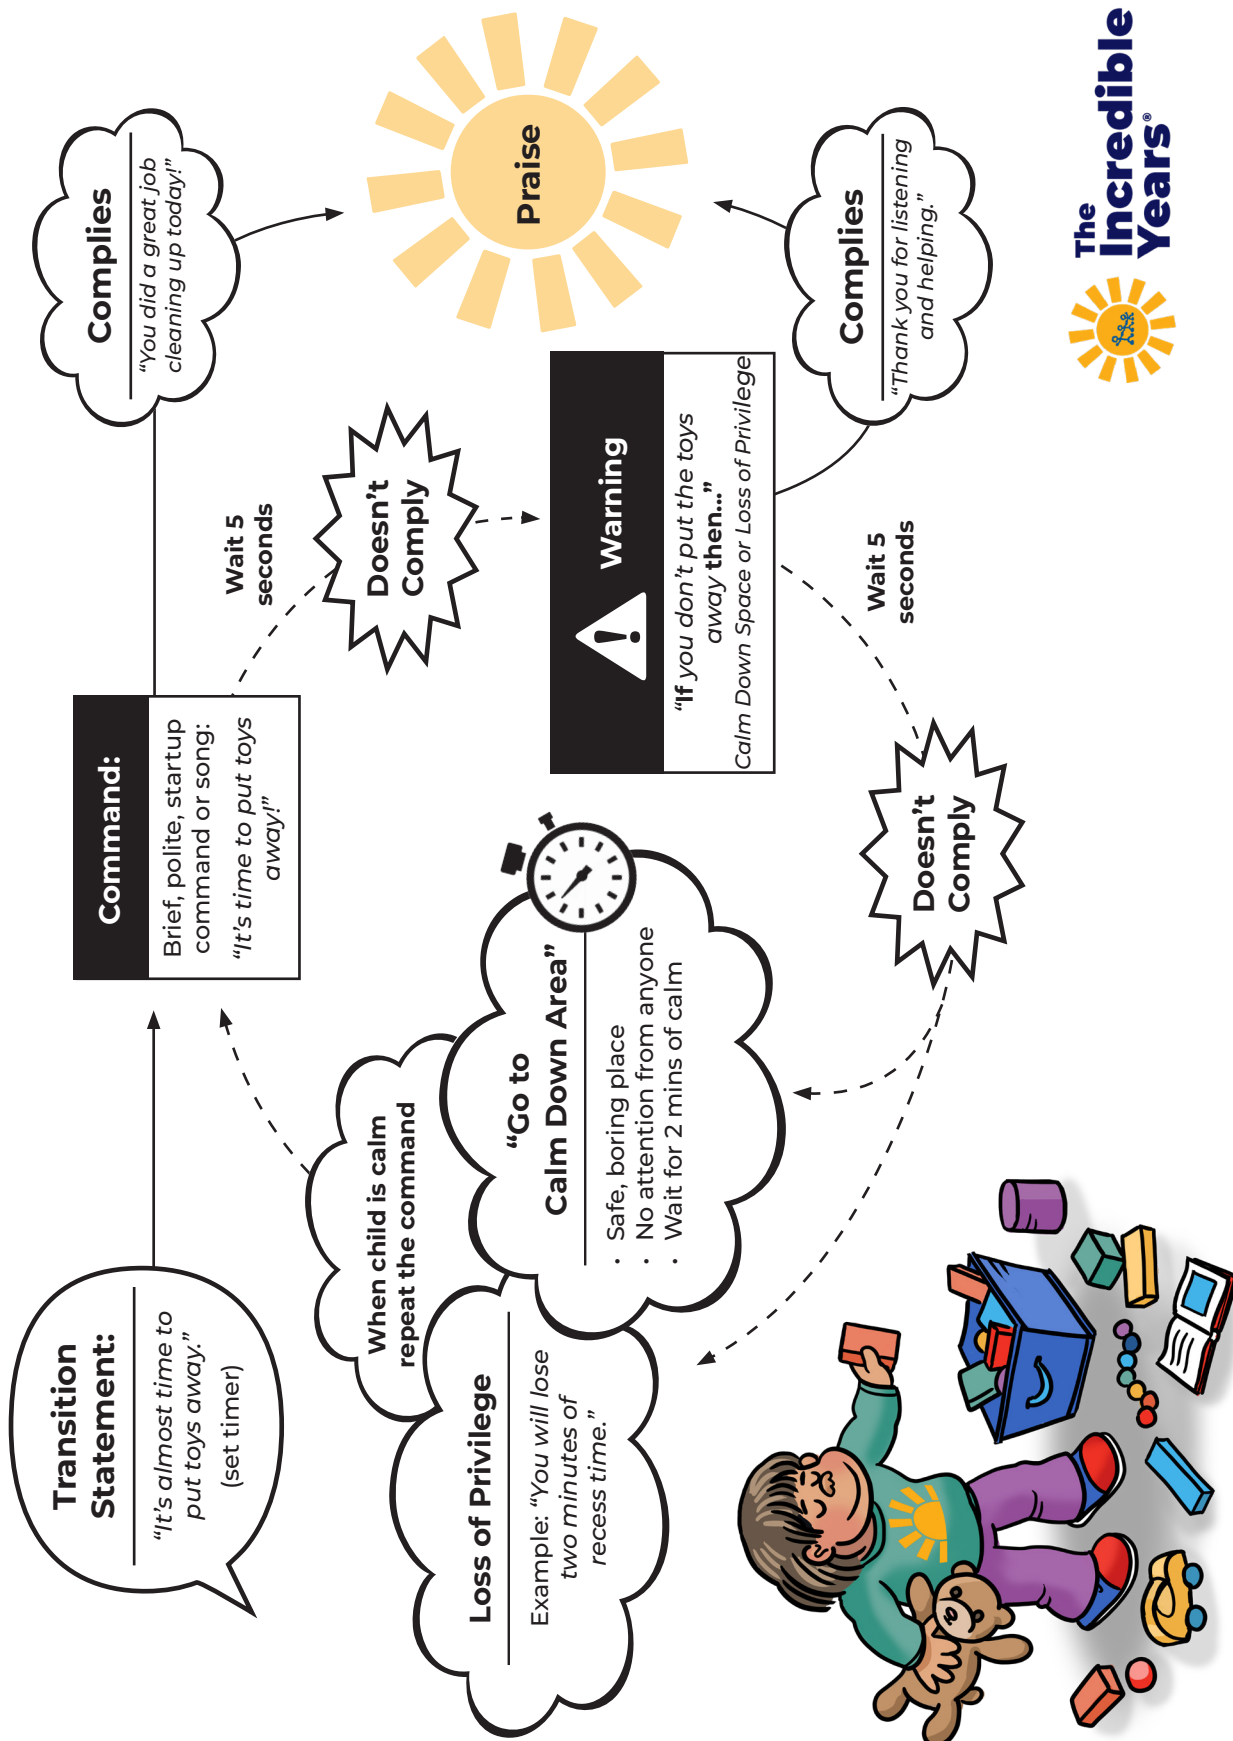 Transition
Statement:
“It’s almost time to
put toys away.”
(set timer)
Command:
Brief, polite, startup
command or song:
“It’s time to put toys
away!”
Complies
“You did a great job
cleaning up today!”
Wait 5
seconds
Doesn’t
Comply
Praise
When child is calm
repeat the command
Loss of Privilege
Example: “You will lose
two minutes of
recess time.”
“Go to
Calm Down Area”
· Safe, boring place
· No attention from anyone
· Wait for 2 mins of calm
Warning
“If you don’t put the toys
away then...”
Calm Down Space or Loss of Privilege
Complies
“Thank you for listening
and helping.”
Wait 5
seconds
Doesn’t
Comply
The
Incredible
Years®